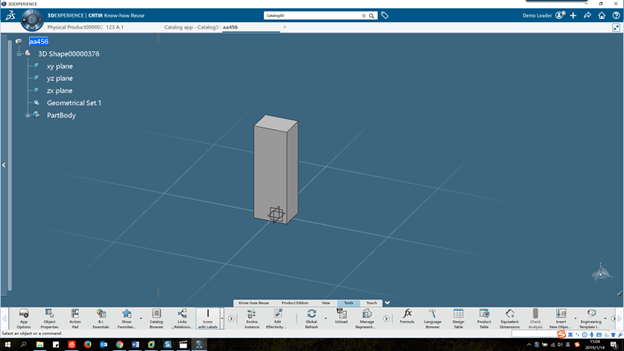 3DEXPERIENCE
3DEXPERIENCE | CATIA Know-how Reuse
Catalog50
Demo Leader
Physical Product00000
123 A.1
Catalog app - Catalog5
aa456
aa456
3D Shape00000376
xy plane
yz plane
zx plane
Geometrical Set.1
PartBody
Know-how Reuse
Product Edition
View
Tools
Touch
App Options
Object Properties
Action Pad
B.I. Essentials
Show Favorites...
Catalog Browser
Links Relations...
Icons with Labels
Evolve Instance
Edit Effectivity...
Global Refresh
Unload
Manage Represent...
Formula
Language Browser
Design Table
Product Table
Equivalent Dimensions
Check Analysis
Insert New Objec...
Engineering Template I...
Select an object or a command
15:04
2019/1/14